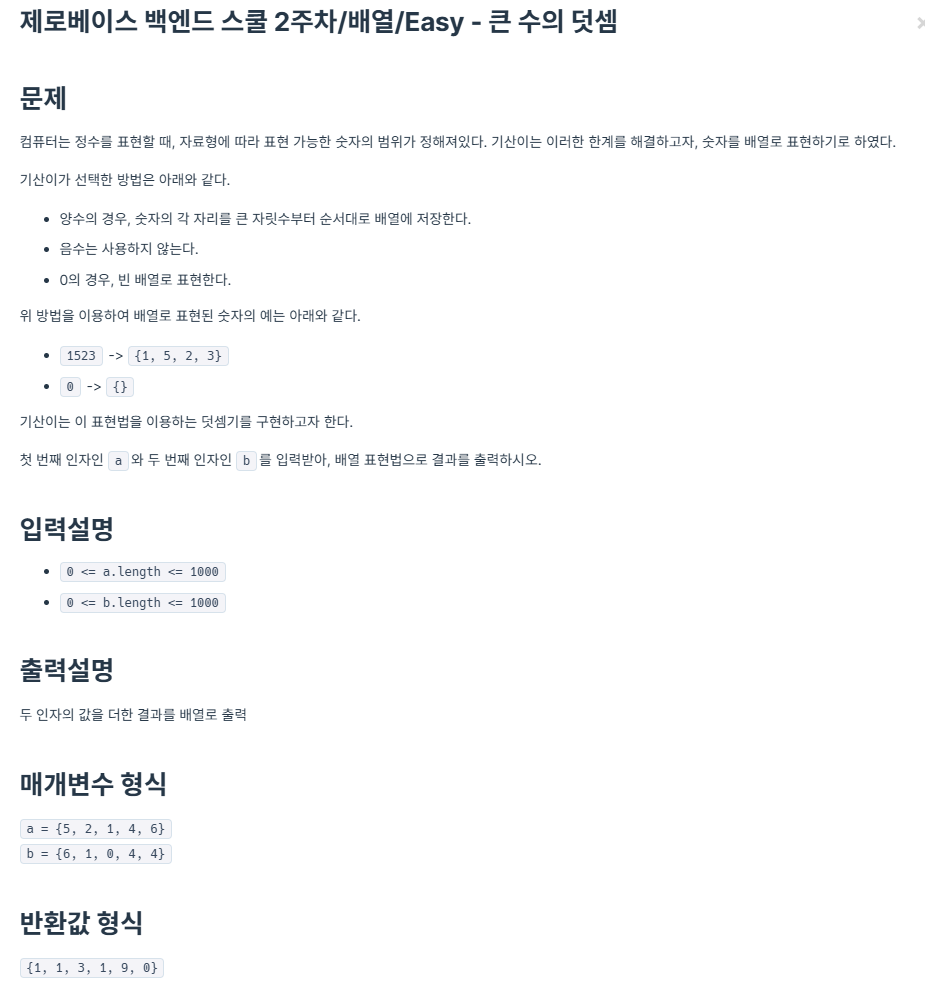 제로베이스 백엔드 스쿨 2주차/배열/Easy - 큰 수의 덧셈
문제
컴퓨터는 정수를 표현할 때, 자료형에 따라 표현 가능한 숫자의 범위가 정해져있다. 기산이는 이러한 한계를 해결하고자, 숫자를 배열로 표현하기로 하였다.
기산이가 선택한 방법은 아래와 같다.
• 양수의 경우, 숫자의 각 자리를 큰 자릿수부터 순서대로 배열에 저장한다.
• 음수는 사용하지 않는다.
• 0의 경우, 빈 배열로 표현한다.
위 방법을 이용하여 배열로 표현된 숫자의 예는 아래와 같다.
• 1523 -> {1, 5, 2, 3}
• 0 -> {}
기산이는 이 표현법을 이용하는 덧셈기를 구현하고자 한다.
첫 번째 인자인 a 와 두 번째 인자인 b 를 입력받아, 배열 표현법으로 결과를 출력하시오.
입력설명
• 0 <= a.length <= 1000
• 0 <= b.length <= 1000
출력설명
두 인자의 값을 더한 결과를 배열로 출력
매개변수 형식
a = {5, 2, 1, 4, 6}
b = {6, 1, 0, 4, 4}
반환값 형식
{1, 1, 3, 1, 9, 0}